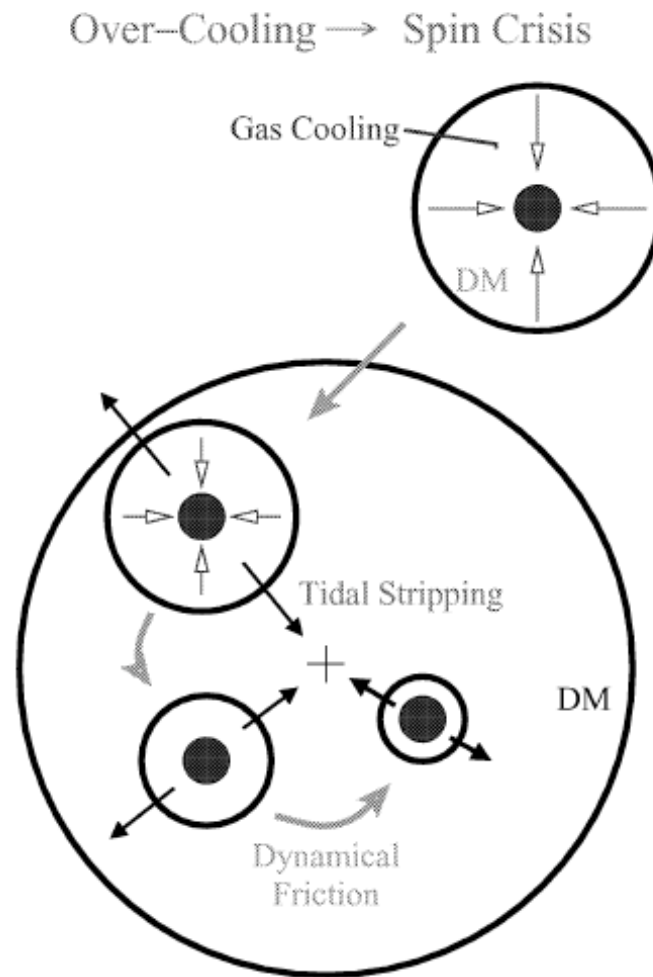 Over–Cooling → Spin Crisis
Gas Cooling
DM
Tidal Stripping
DM
Dynamical
Friction